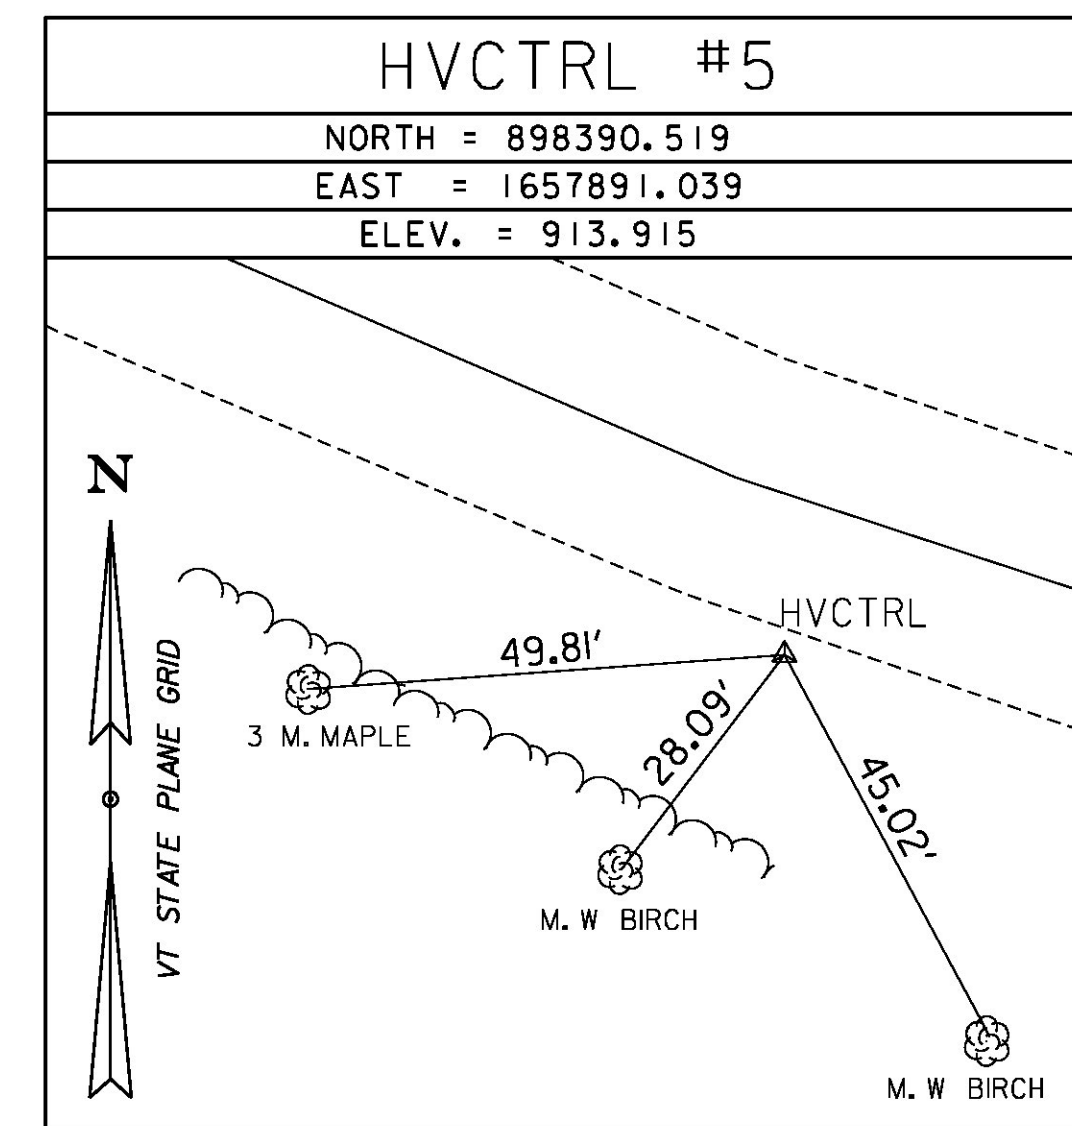 HVCTRL #5
NORTH = 898390.519
EAST = 1657891.039
ELEV. = 913.915
N
VT STATE PLANE GRID
HVCTRL
49.81'
3 M. MAPLE
28.09'
45.02'
M. W BIRCH
M. W BIRCH